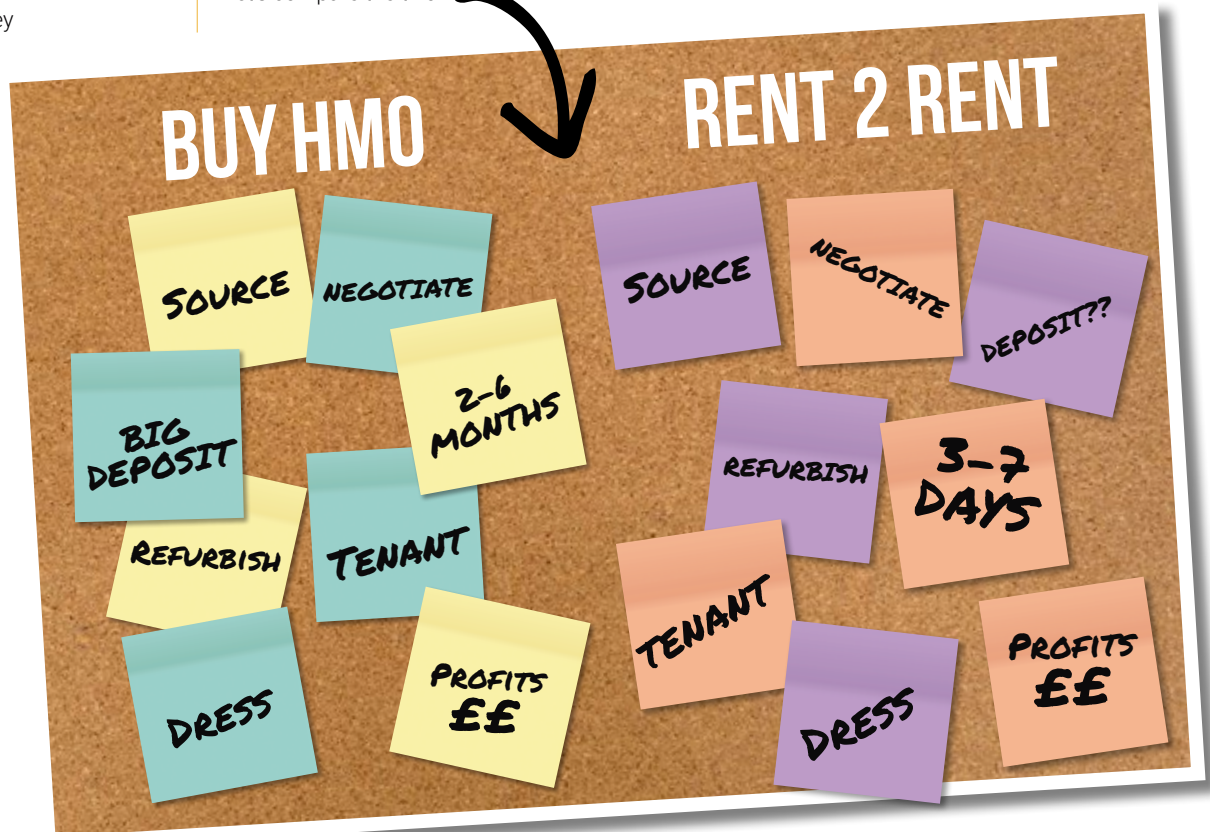 ey
BUY HMO
SOURCE
NEGOTIATE
2-6
MONTHS
BIG
DEPOSIT
REFURBISH
TENANT
DRESS
PROFITS
££
RENT 2 RENT
SOURCE
NEGOTIATE
DEPOSIT??
REFURBISH
3-7
DAYS
TENANT
DRESS
PROFITS
££